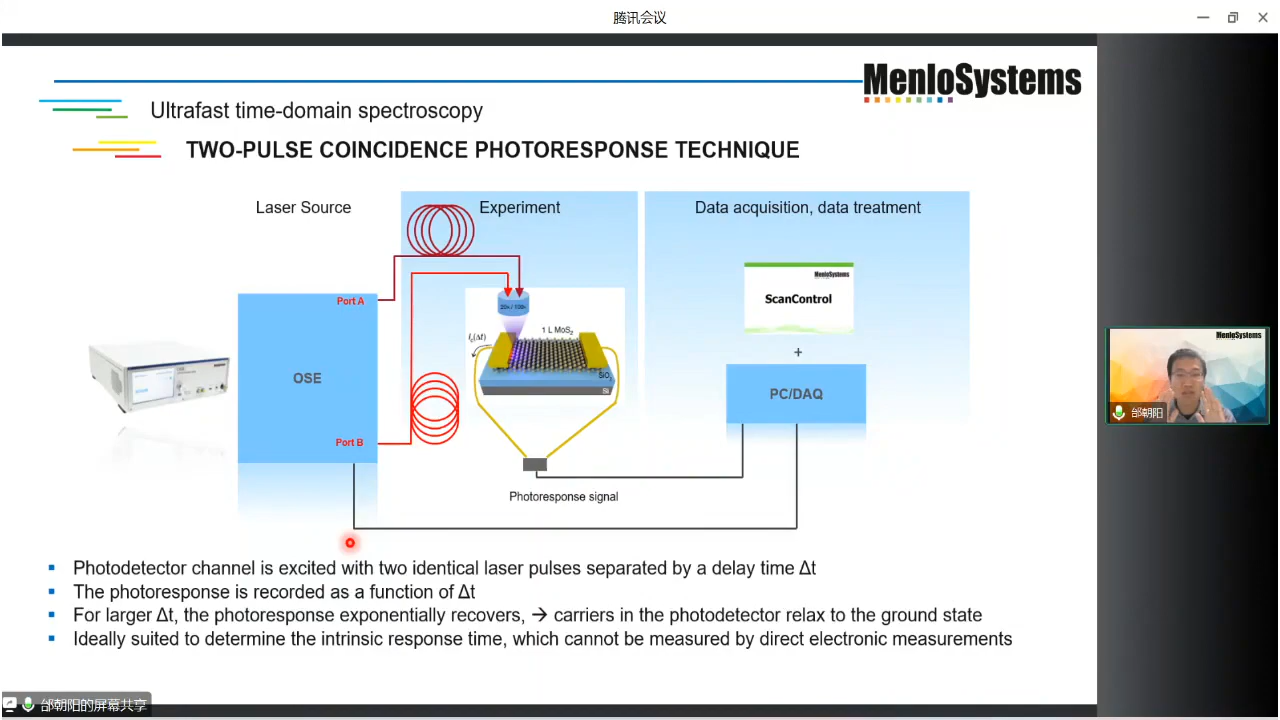 腾讯会议
MenloSystems
Ultrafast time-domain spectroscopy
TWO-PULSE COINCIDENCE PHOTORESPONSE TECHNIQUE
Laser Source
Experiment
Data acquisition, data treatment
Port A
OSE
Port B
20x / 100x
1 L MoS₂
SiO₂
Si
Photoresponse signal
MenloSystems
ScanControl
+
PC/DAQ
MenloSystems
邰朝阳
▪ Photodetector channel is excited with two identical laser pulses separated by a delay time Δt
▪ The photoresponse is recorded as a function of Δt
▪ For larger Δt, the photoresponse exponentially recovers, → carriers in the photodetector relax to the ground state
▪ Ideally suited to determine the intrinsic response time, which cannot be measured by direct electronic measurements
邰朝阳的屏幕共享